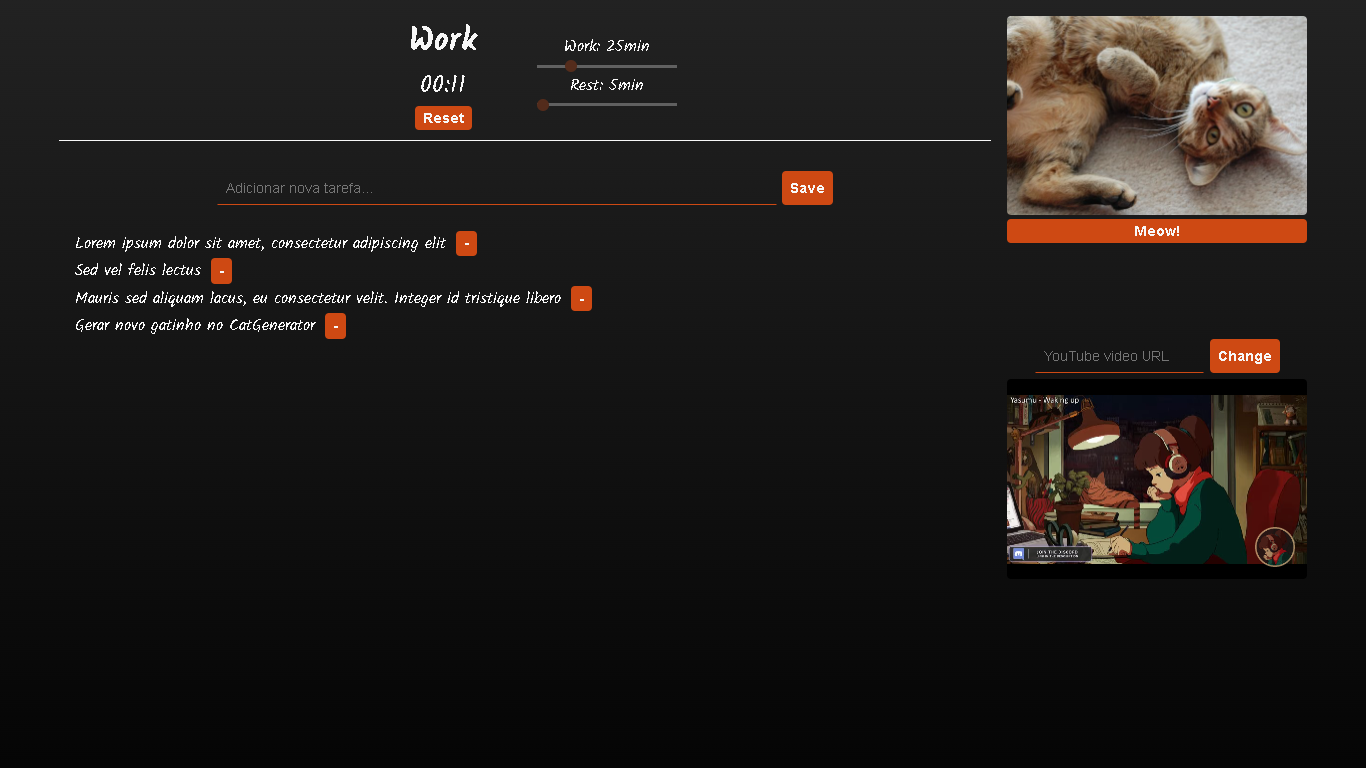 Work
00:11
Reset
Work: 25min
Rest: 5min
Adicionar nova tarefa...
Save
Lorem ipsum dolor sit amet, consectetur adipiscing elit -
Sed vel felis lectus -
Mauris sed aliquam lacus, eu consectetur velit. Integer id tristique libero -
Gerar novo gatinho no CatGenerator -
Meow!
YouTube video URL
Change
Yasumu - Waking up
JOIN THE DISCORD